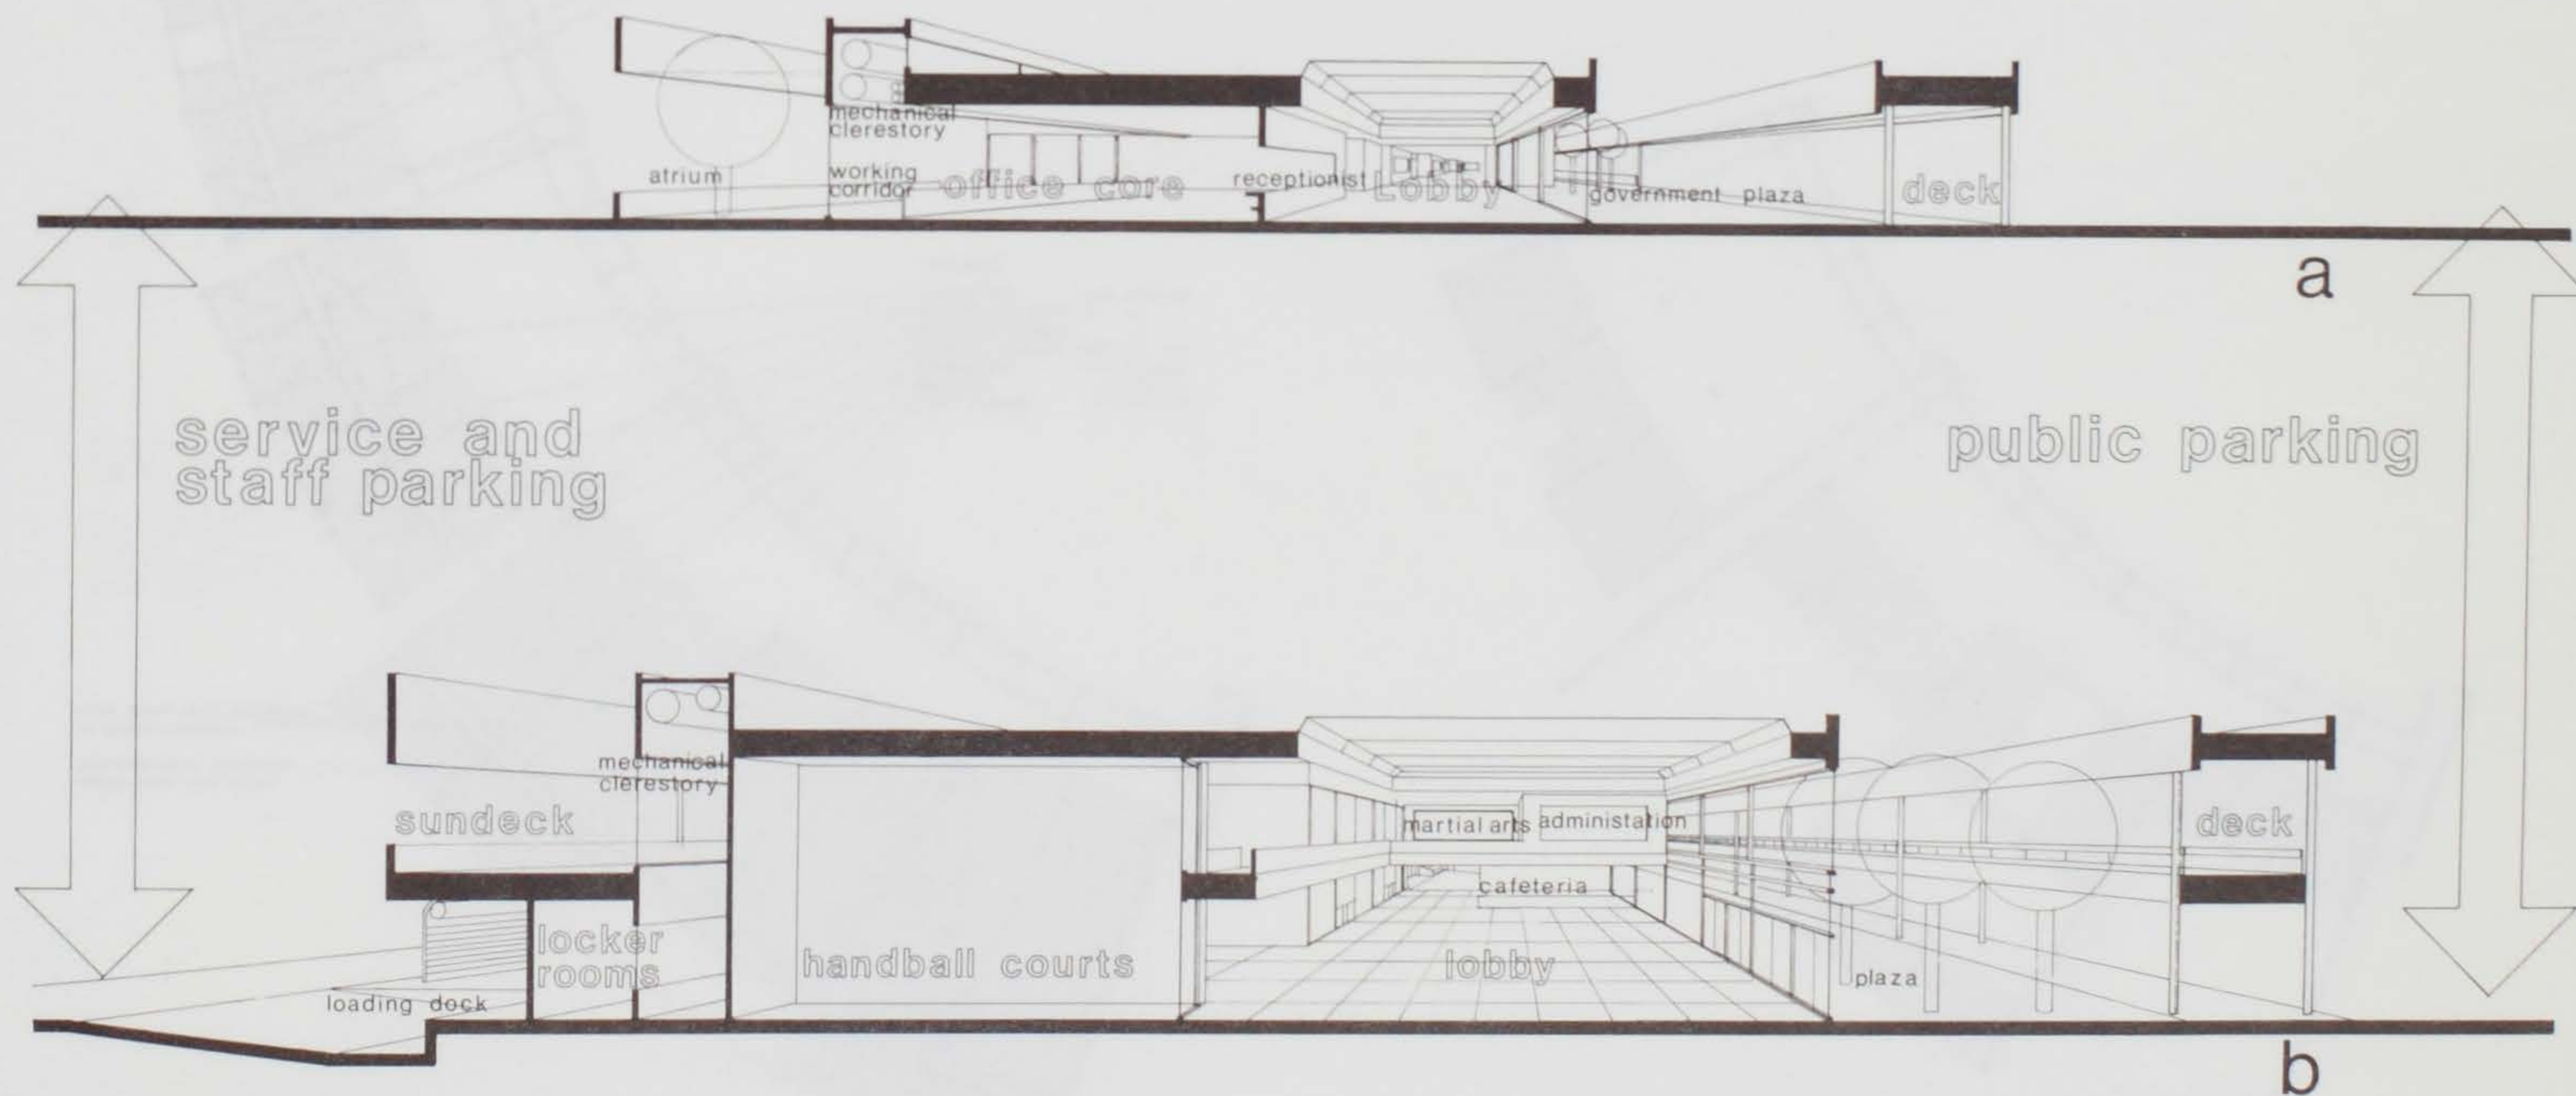 mechanical
clerestory
atrium
working
corridor
office core
receptionist
Lobby
government plaza
deck
a
service and
staff parking
public parking
mechanical
clerestory
sundeck
martial arts
administation
deck
cafeteria
locker
rooms
handball courts
lobby
plaza
loading dock
b